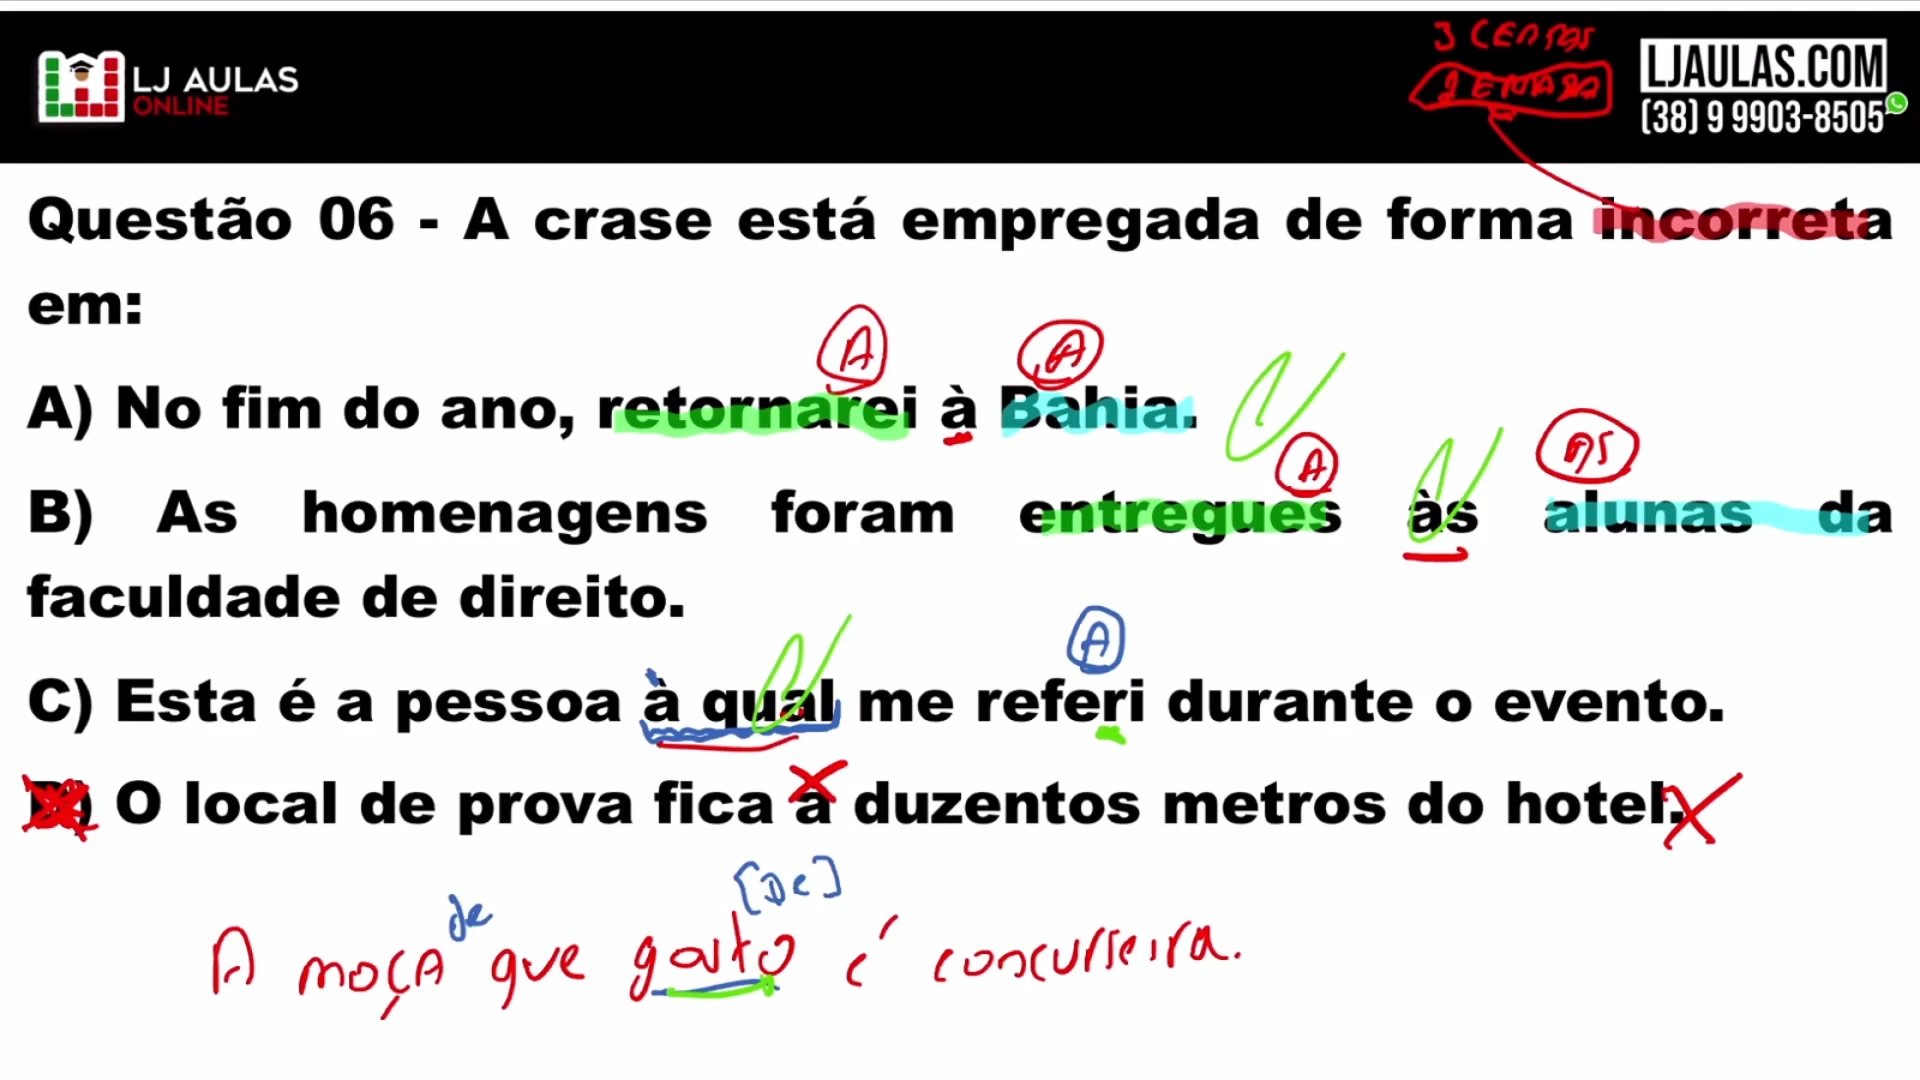 3 CERTAS
1 ERRADA
LJ AULAS
ONLINE
LJAULAS.COM
(38) 9 9903-8505
Questão 06 - A crase está empregada de forma incorreta
em:
A A
A) No fim do ano, retornarei à Bahia.
A AS
B) As homenagens foram entregues às alunas da
faculdade de direito.
A
C) Esta é a pessoa à qual me referi durante o evento.
O local de prova fica à duzentos metros do hotel.
de [De]
A moça que gosto é concurseira.